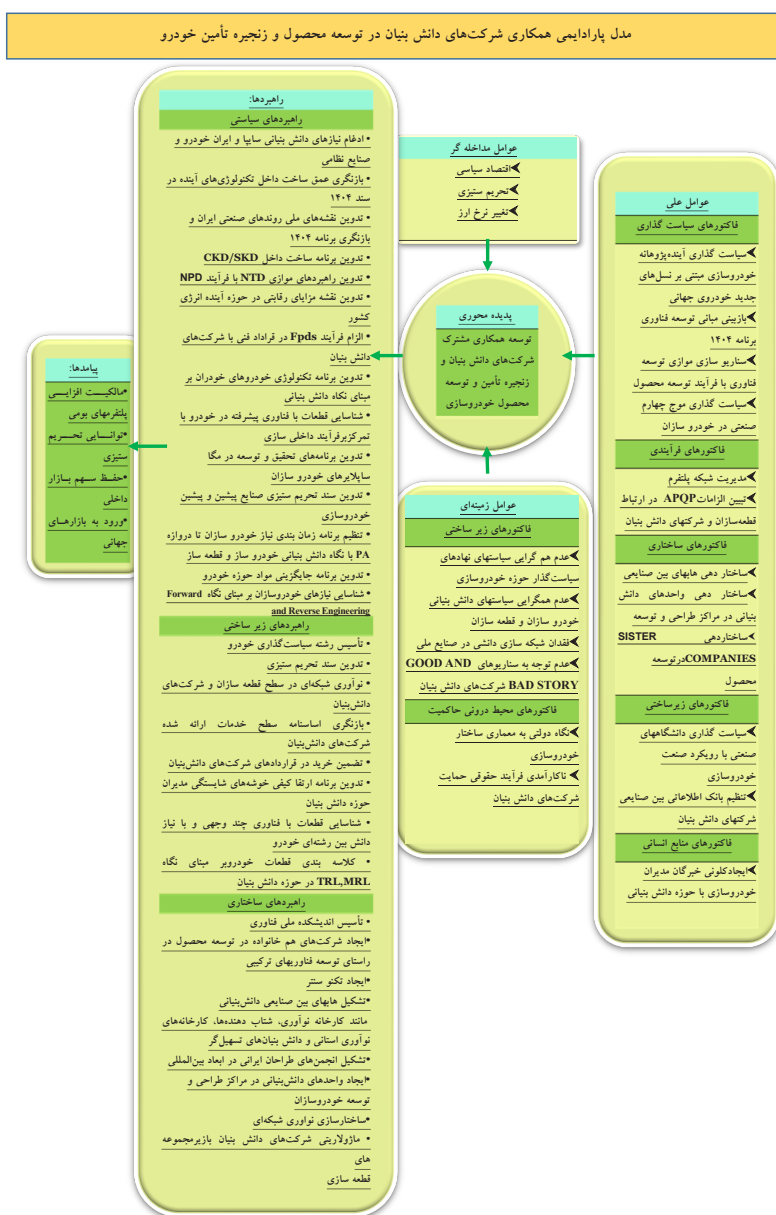 مدل پارادایمی همکاری شرکت‌های دانش بنیان در توسعه محصول و زنجیره تأمین خودرو
عوامل علی
فاکتورهای سیاست گذاری
سیاست گذاری آینده‌پژوهانه
خودروسازی مبتنی بر نسل‌های
جدید خودروی جهانی
بازبینی مبانی توسعه فناوری
برنامه ۱۴۰۴
سناریو سازی موازی توسعه
فناوری با فرآیند توسعه محصول
سیاست گذاری موج چهارم
صنعتی در خودرو سازان
فاکتورهای فرآیندی
مدیریت شبکه پلتفرم
تبیین الزامات APQP در ارتباط
قطعه‌سازان و شرکتهای دانش بنیان
فاکتورهای ساختاری
ساختار دهی هابهای بین صنایعی
ساختار دهی واحدهای دانش
بنیانی در مراکز طراحی و توسعه
ساختاردهی SISTER
COMPANIES درتوسعه
محصول
فاکتورهای زیرساختی
سیاست گذاری دانشگاههای
صنعتی با رویکرد صنعت
خودروسازی
تنظیم بانک اطلاعاتی بین صنایعی
شرکتهای دانش بنیان
فاکتورهای منابع انسانی
ایجادکلونی خبرگان مدیران
خودروسازی با حوزه دانش بنیانی
عوامل مداخله گر
اقتصاد سیاسی
تحریم ستیزی
تغییر نرخ ارز
پدیده محوری
توسعه همکاری مشترک
شرکت‌های دانش بنیان و
زنجیره تأمین و توسعه
محصول خودروسازی
عوامل زمینه‌ای
فاکتورهای زیر ساختی
عدم هم گرایی سیاستهای نهادهای
سیاست‌گذار حوزه خودروسازی
عدم همگرایی سیاستهای دانش بنیانی
خودرو سازان و قطعه سازان
فقدان شبکه سازی دانشی در صنایع ملی
عدم توجه به سناریوهای GOOD AND
BAD STORY شرکت‌های دانش بنیان
فاکتورهای محیط درونی حاکمیت
نگاه دولتی به معماری ساختار
خودروسازی
ناکارآمدی فرآیند حقوقی حمایت
شرکت‌های دانش بنیان
راهبردها:
راهبردهای سیاستی
• ادغام نیازهای دانش بنیانی سایپا و ایران خودرو و
صنایع نظامی
• بازنگری عمق ساخت داخل تکنولوژی‌های آینده در
سند ۱۴۰۴
• تدوین نقشه‌های ملی روندهای صنعتی ایران و
بازنگری برنامه ۱۴۰۴
• تدوین برنامه ساخت داخل CKD/SKD
• تدوین راهبردهای موازی NTD با فرآیند NPD
• تدوین نقشه مزایای رقابتی در حوزه آینده انرژی
کشور
• الزام فرآیند Fpds در قراداد فنی با شرکت‌های
دانش بنیان
• تدوین برنامه تکنولوژی خودروهای خودران بر
مبنای نگاه دانش بنیانی
• شناسایی قطعات با فناوری پیشرفته در خودرو با
تمرکزبرفرآیند داخلی سازی
• تدوین برنامه‌های تحقیق و توسعه در مگا
ساپلایرهای خودرو سازان
• تدوین سند تحریم ستیزی صنایع پیشین و پیشین
خودروسازی
• تنظیم برنامه زمان بندی نیاز خودرو سازان تا دروازه
PA با نگاه دانش بنیانی خودرو ساز و قطعه ساز
• تدوین برنامه جایگزینی مواد حوزه خودرو
• شناسایی نیازهای خودروسازان بر مبنای نگاه Forward
and Reverse Engineering
راهبردهای زیر ساختی
• تأسیس رشته سیاست‌گذاری خودرو
• تدوین سند تحریم ستیزی
• نوآوری شبکه‌ای در سطح قطعه سازان و شرکت‌های
دانش‌بنیان
• بازنگری اساسنامه سطح خدمات ارائه شده
شرکت‌های دانش‌بنیان
• تضمین خرید در قراردادهای شرکت‌های دانش‌بنیان
• تدوین برنامه ارتقا کیفی خوشه‌های شایستگی مدیران
حوزه دانش بنیان
• شناسایی قطعات با فناوری چند وجهی و با نیاز
دانش بین رشته‌ای خودرو
• کلاسه بندی قطعات خودروبر مبنای نگاه
TRL,MRL در حوزه دانش بنیان
راهبردهای ساختاری
• تأسیس اندیشکده ملی فناوری
•ایجاد شرکت‌های هم خانواده در توسعه محصول در
راستای توسعه فناوریهای ترکیبی
•ایجاد تکنو سنتر
•تشکیل هابهای بین صنایعی دانش‌بنیانی
مانند کارخانه نوآوری، شتاب دهنده‌ها، کارخانه‌های
نوآوری استانی و دانش بنیان‌های تسهیل‌گر
•تشکیل انجمن‌های طراحان ایرانی در ابعاد بین‌المللی
•ایجاد واحدهای دانش‌بنیانی در مراکز طراحی و
توسعه خودروسازان
•ساختارسازی نواوری شبکه‌ای
• ماژولاریتی شرکت‌های دانش بنیان بازیرمجموعه
های
قطعه سازی
پیامدها:
•مالکیت افزایی
پلتفرمهای بومی
•توانایی تحریم
ستیزی
•حفظ سهم بازار
داخلی
•ورود به بازارهای
جهانی